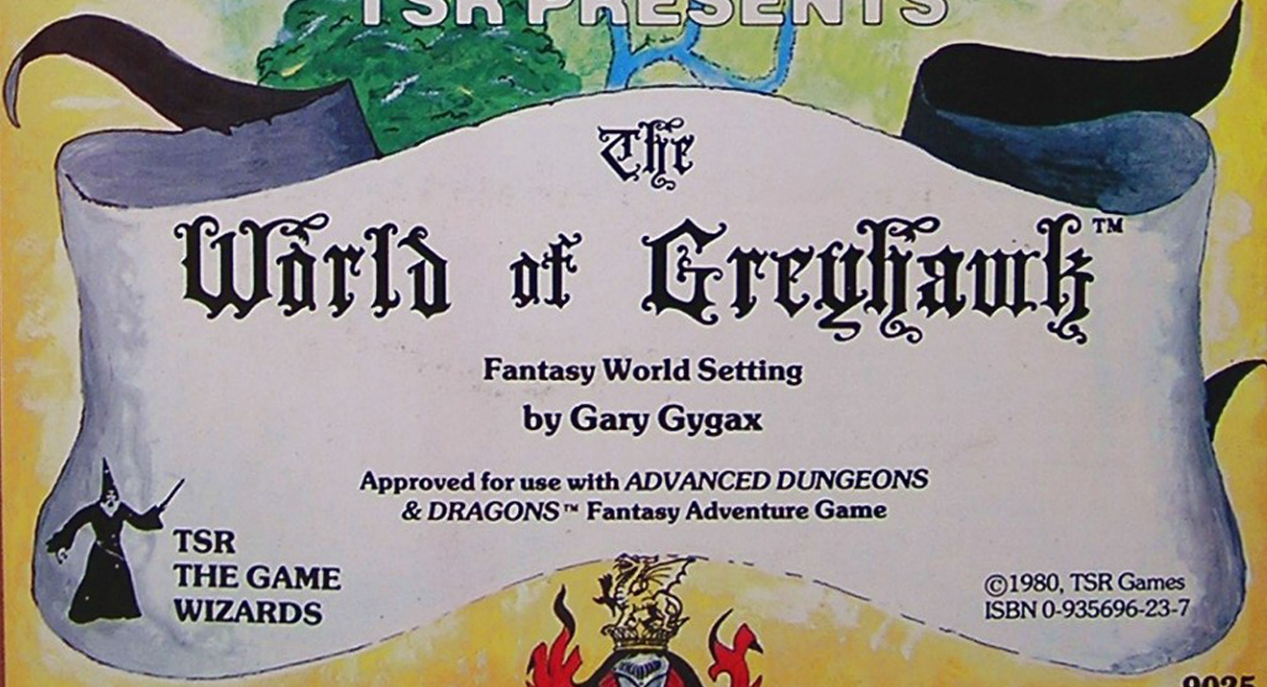 TSR PRESENTS
The
World of Greyhawk™
Fantasy World Setting
by Gary Gygax
Approved for use with ADVANCED DUNGEONS
& DRAGONS™ Fantasy Adventure Game
TSR
THE GAME
WIZARDS
©1980, TSR Games
ISBN 0-935696-23-7
9025